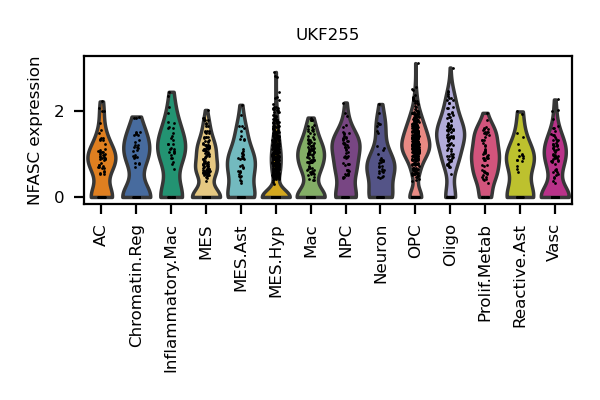 UKF255
NFASC expression
2
0
AC
Chromatin.Reg
Inflammatory.Mac
MES
MES.Ast
MES.Hyp
Mac
NPC
Neuron
OPC
Oligo
Prolif.Metab
Reactive.Ast
Vasc